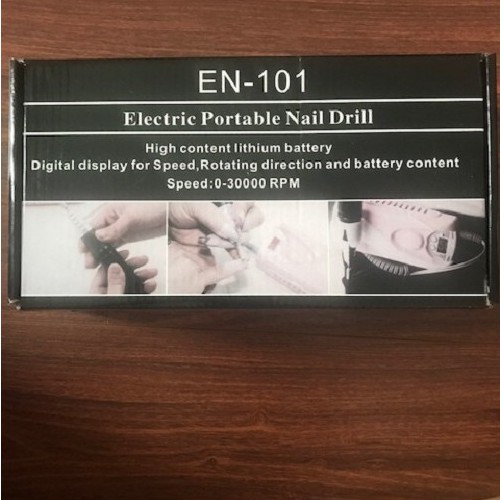 EN-101
Electric Portable Nail Drill
High content lithium battery
Digital display for Speed,Rotating direction and battery content
Speed:0-30000 RPM